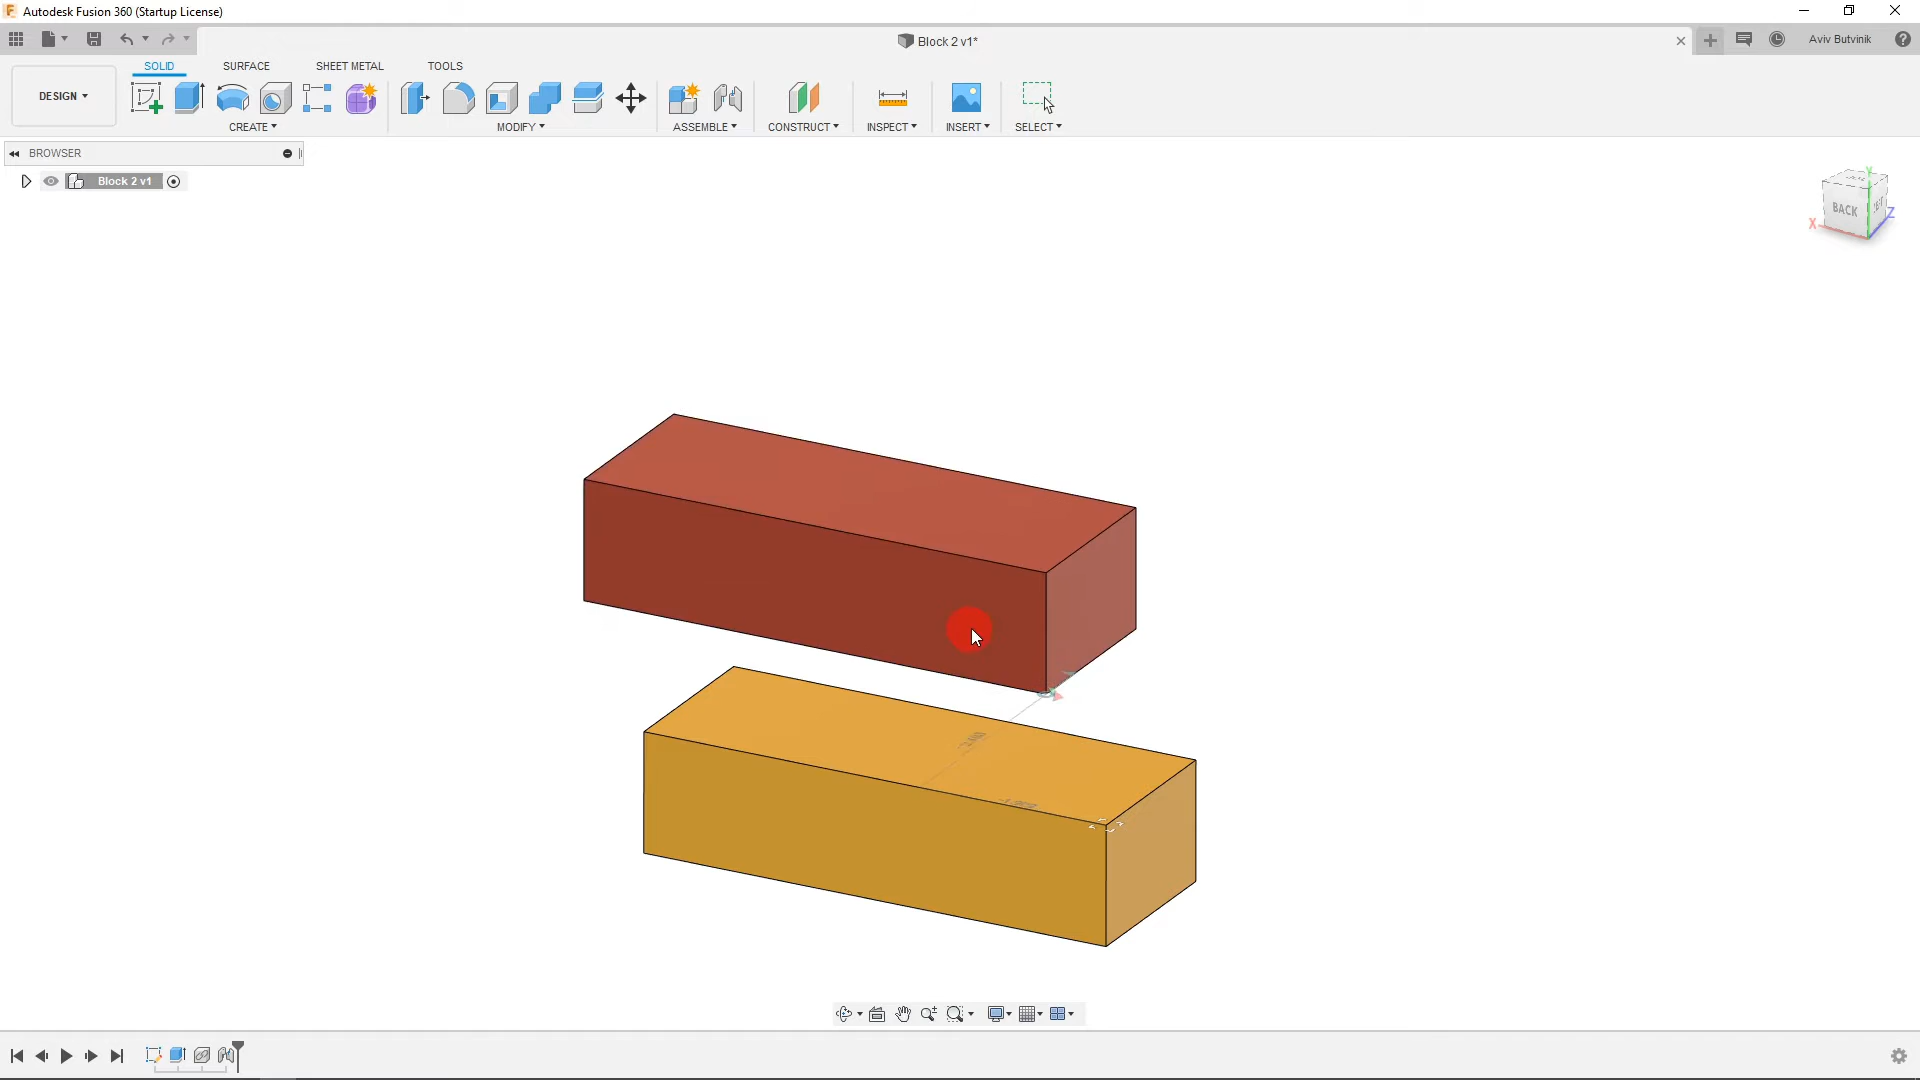 Autodesk Fusion 360 (Startup License)
Block 2 v1*
Aviv Butvinik
SOLID SURFACE SHEET METAL TOOLS
DESIGN
CREATE MODIFY ASSEMBLE CONSTRUCT INSPECT INSERT SELECT
BROWSER
Block 2 v1
BACK
X
Y
Z